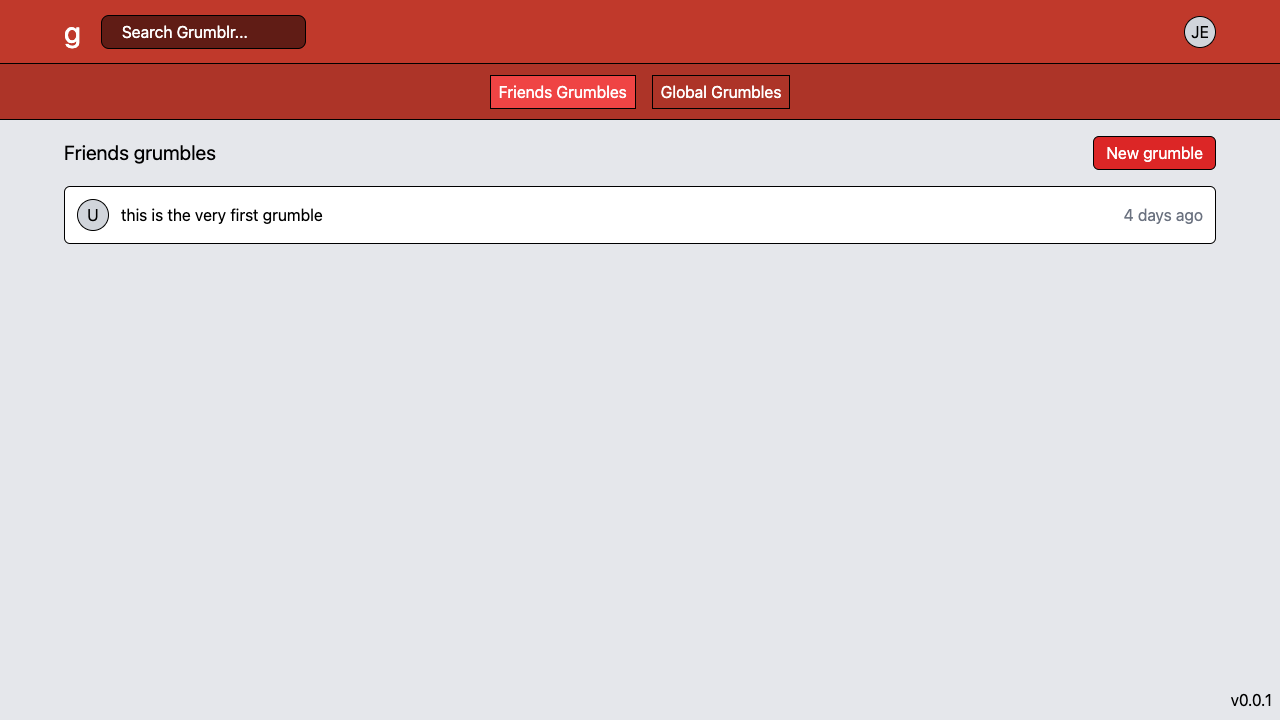 g
Search Grumblr...
JE
Friends Grumbles
Global Grumbles
Friends grumbles
New grumble
U
this is the very first grumble
4 days ago
v0.0.1